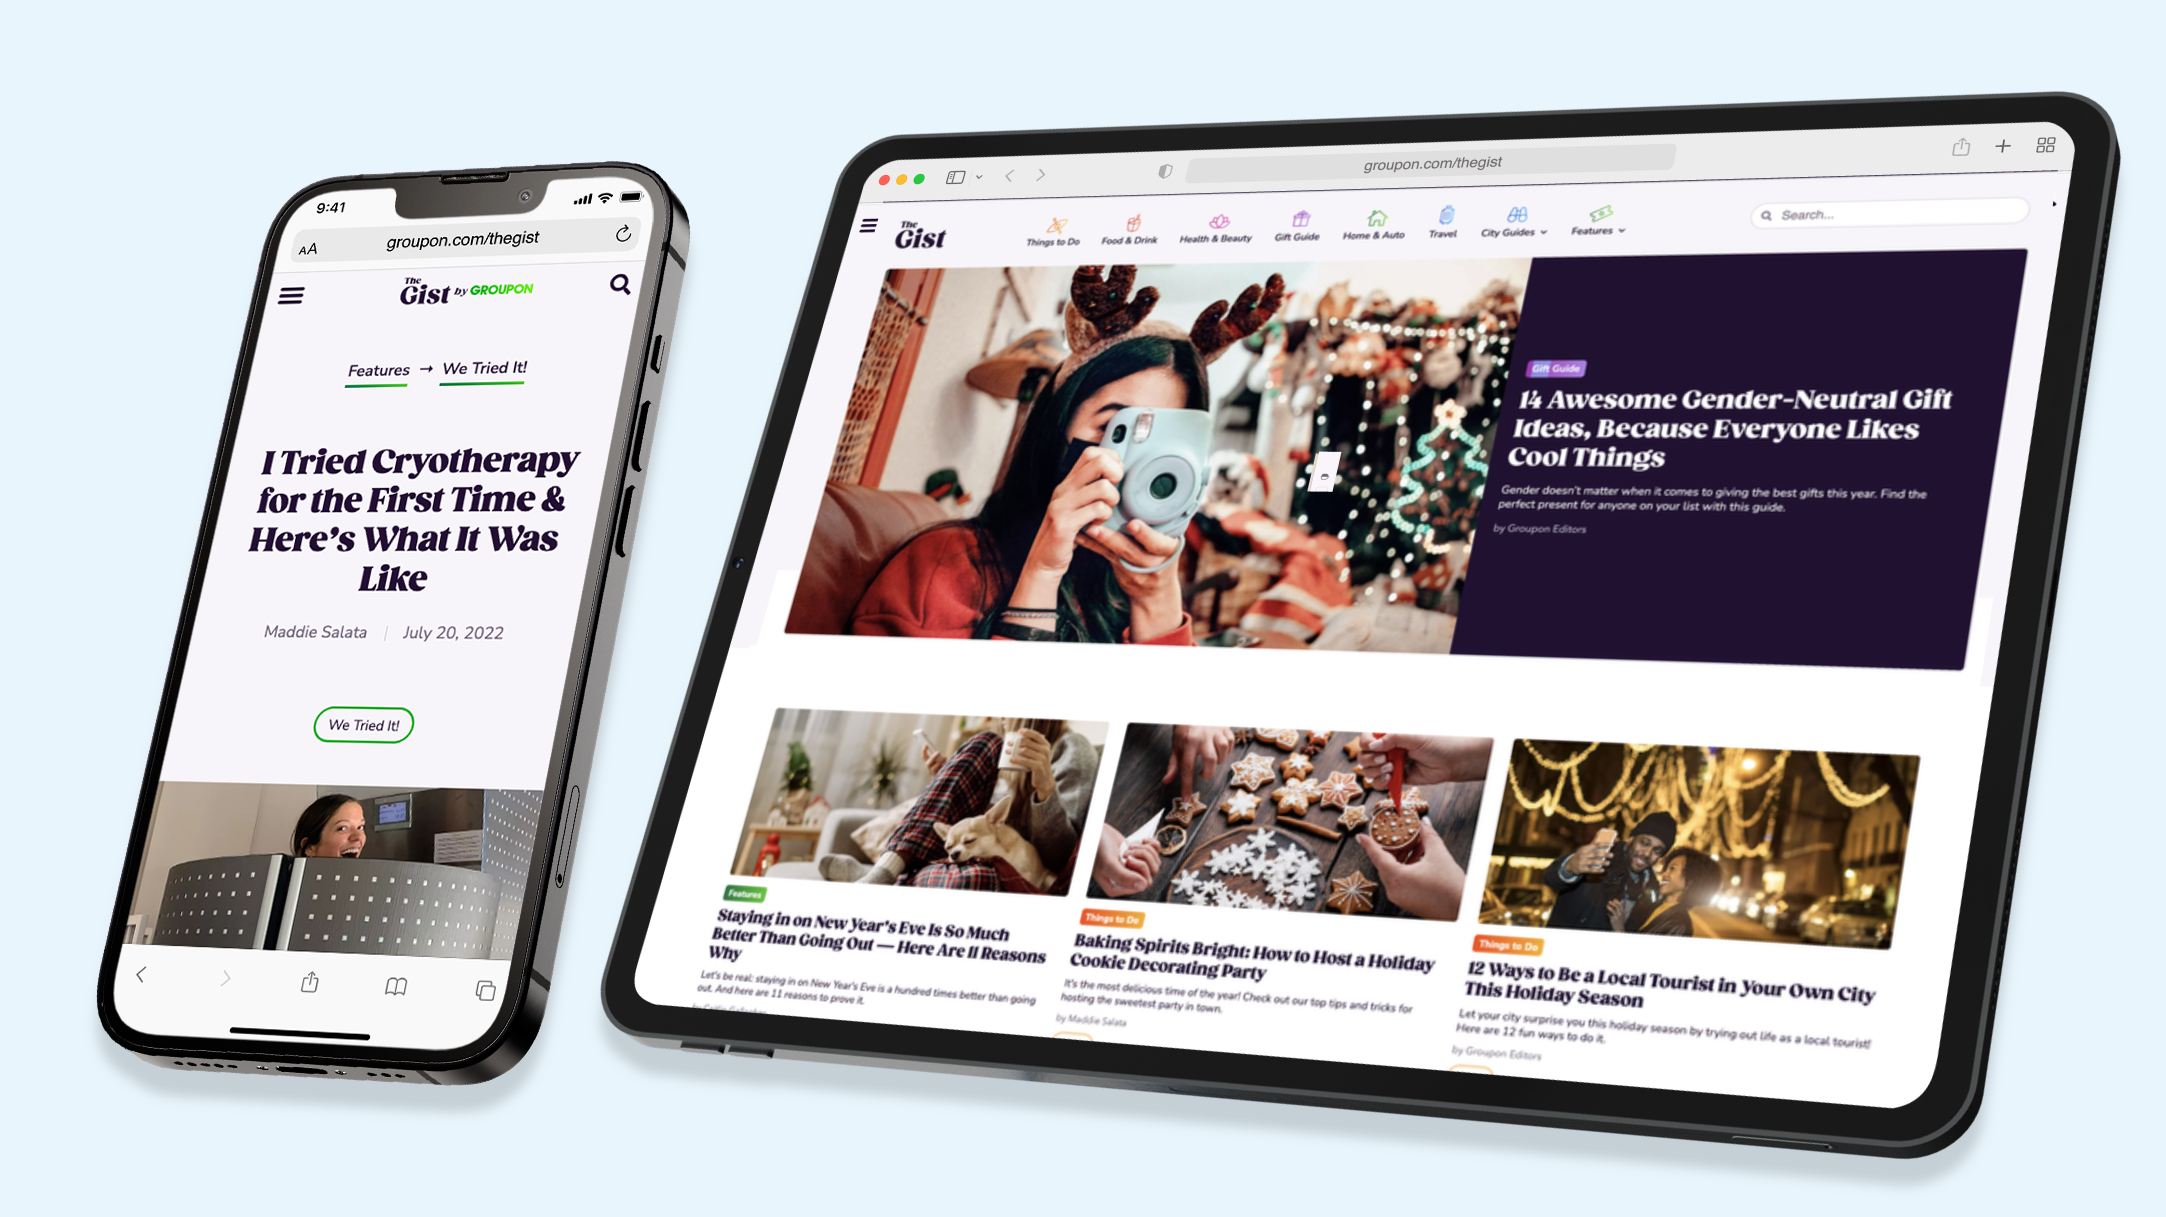 9:41
AA
groupon.com/thegist
The
Gist by GROUPON
Features → We Tried It!
I Tried Cryotherapy
for the First Time &
Here's What It Was
Like
Maddie Salata | July 20, 2022
We Tried It!
groupon.com/thegist
The
Gist
Things to Do
Food & Drink
Health & Beauty
Gift Guide
Home & Auto
Travel
City Guides
Features
Search...
Gift Guide
14 Awesome Gender-Neutral Gift
Ideas, Because Everyone Likes
Cool Things
Gender doesn't matter when it comes to giving the best gifts this year. Find the
perfect present for anyone on your list with this guide.
by Groupon Editors
Features
Staying in on New Year's Eve Is So Much
Better Than Going Out — Here Are 11 Reasons
Why
Let's be real: staying in on New Year's Eve is a hundred times better than going
out. And here are 11 reasons to prove it.
Things to Do
Baking Spirits Bright: How to Host a Holiday
Cookie Decorating Party
It's the most delicious time of the year! Check out our top tips and tricks for
hosting the sweetest party in town.
by Maddie Salata
Things to Do
12 Ways to Be a Local Tourist in Your Own City
This Holiday Season
Let your city surprise you this holiday season by trying out life as a local tourist!
Here are 12 fun ways to do it.
by Groupon Editors